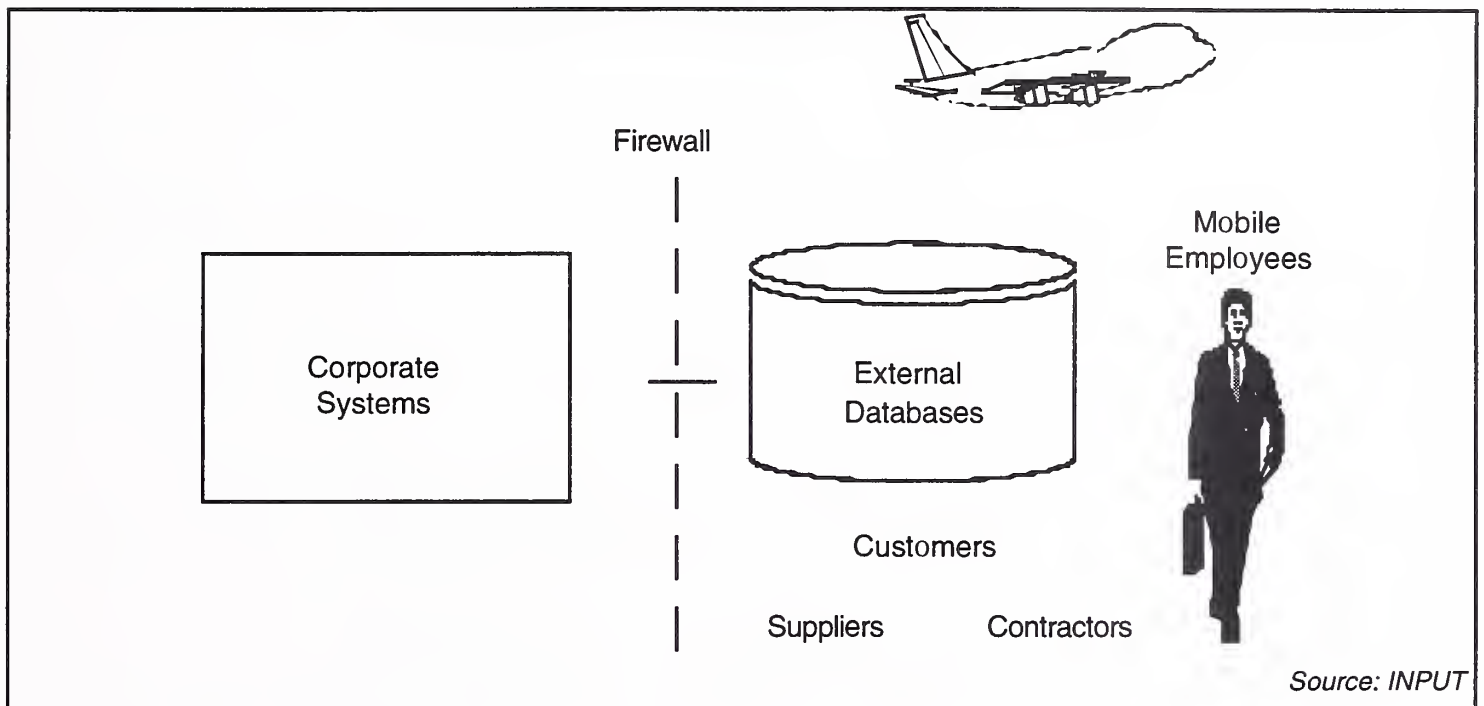 Firewall
Corporate
Systems
External
Databases
Mobile
Employees
Customers
Suppliers
Contractors
Source: INPUT